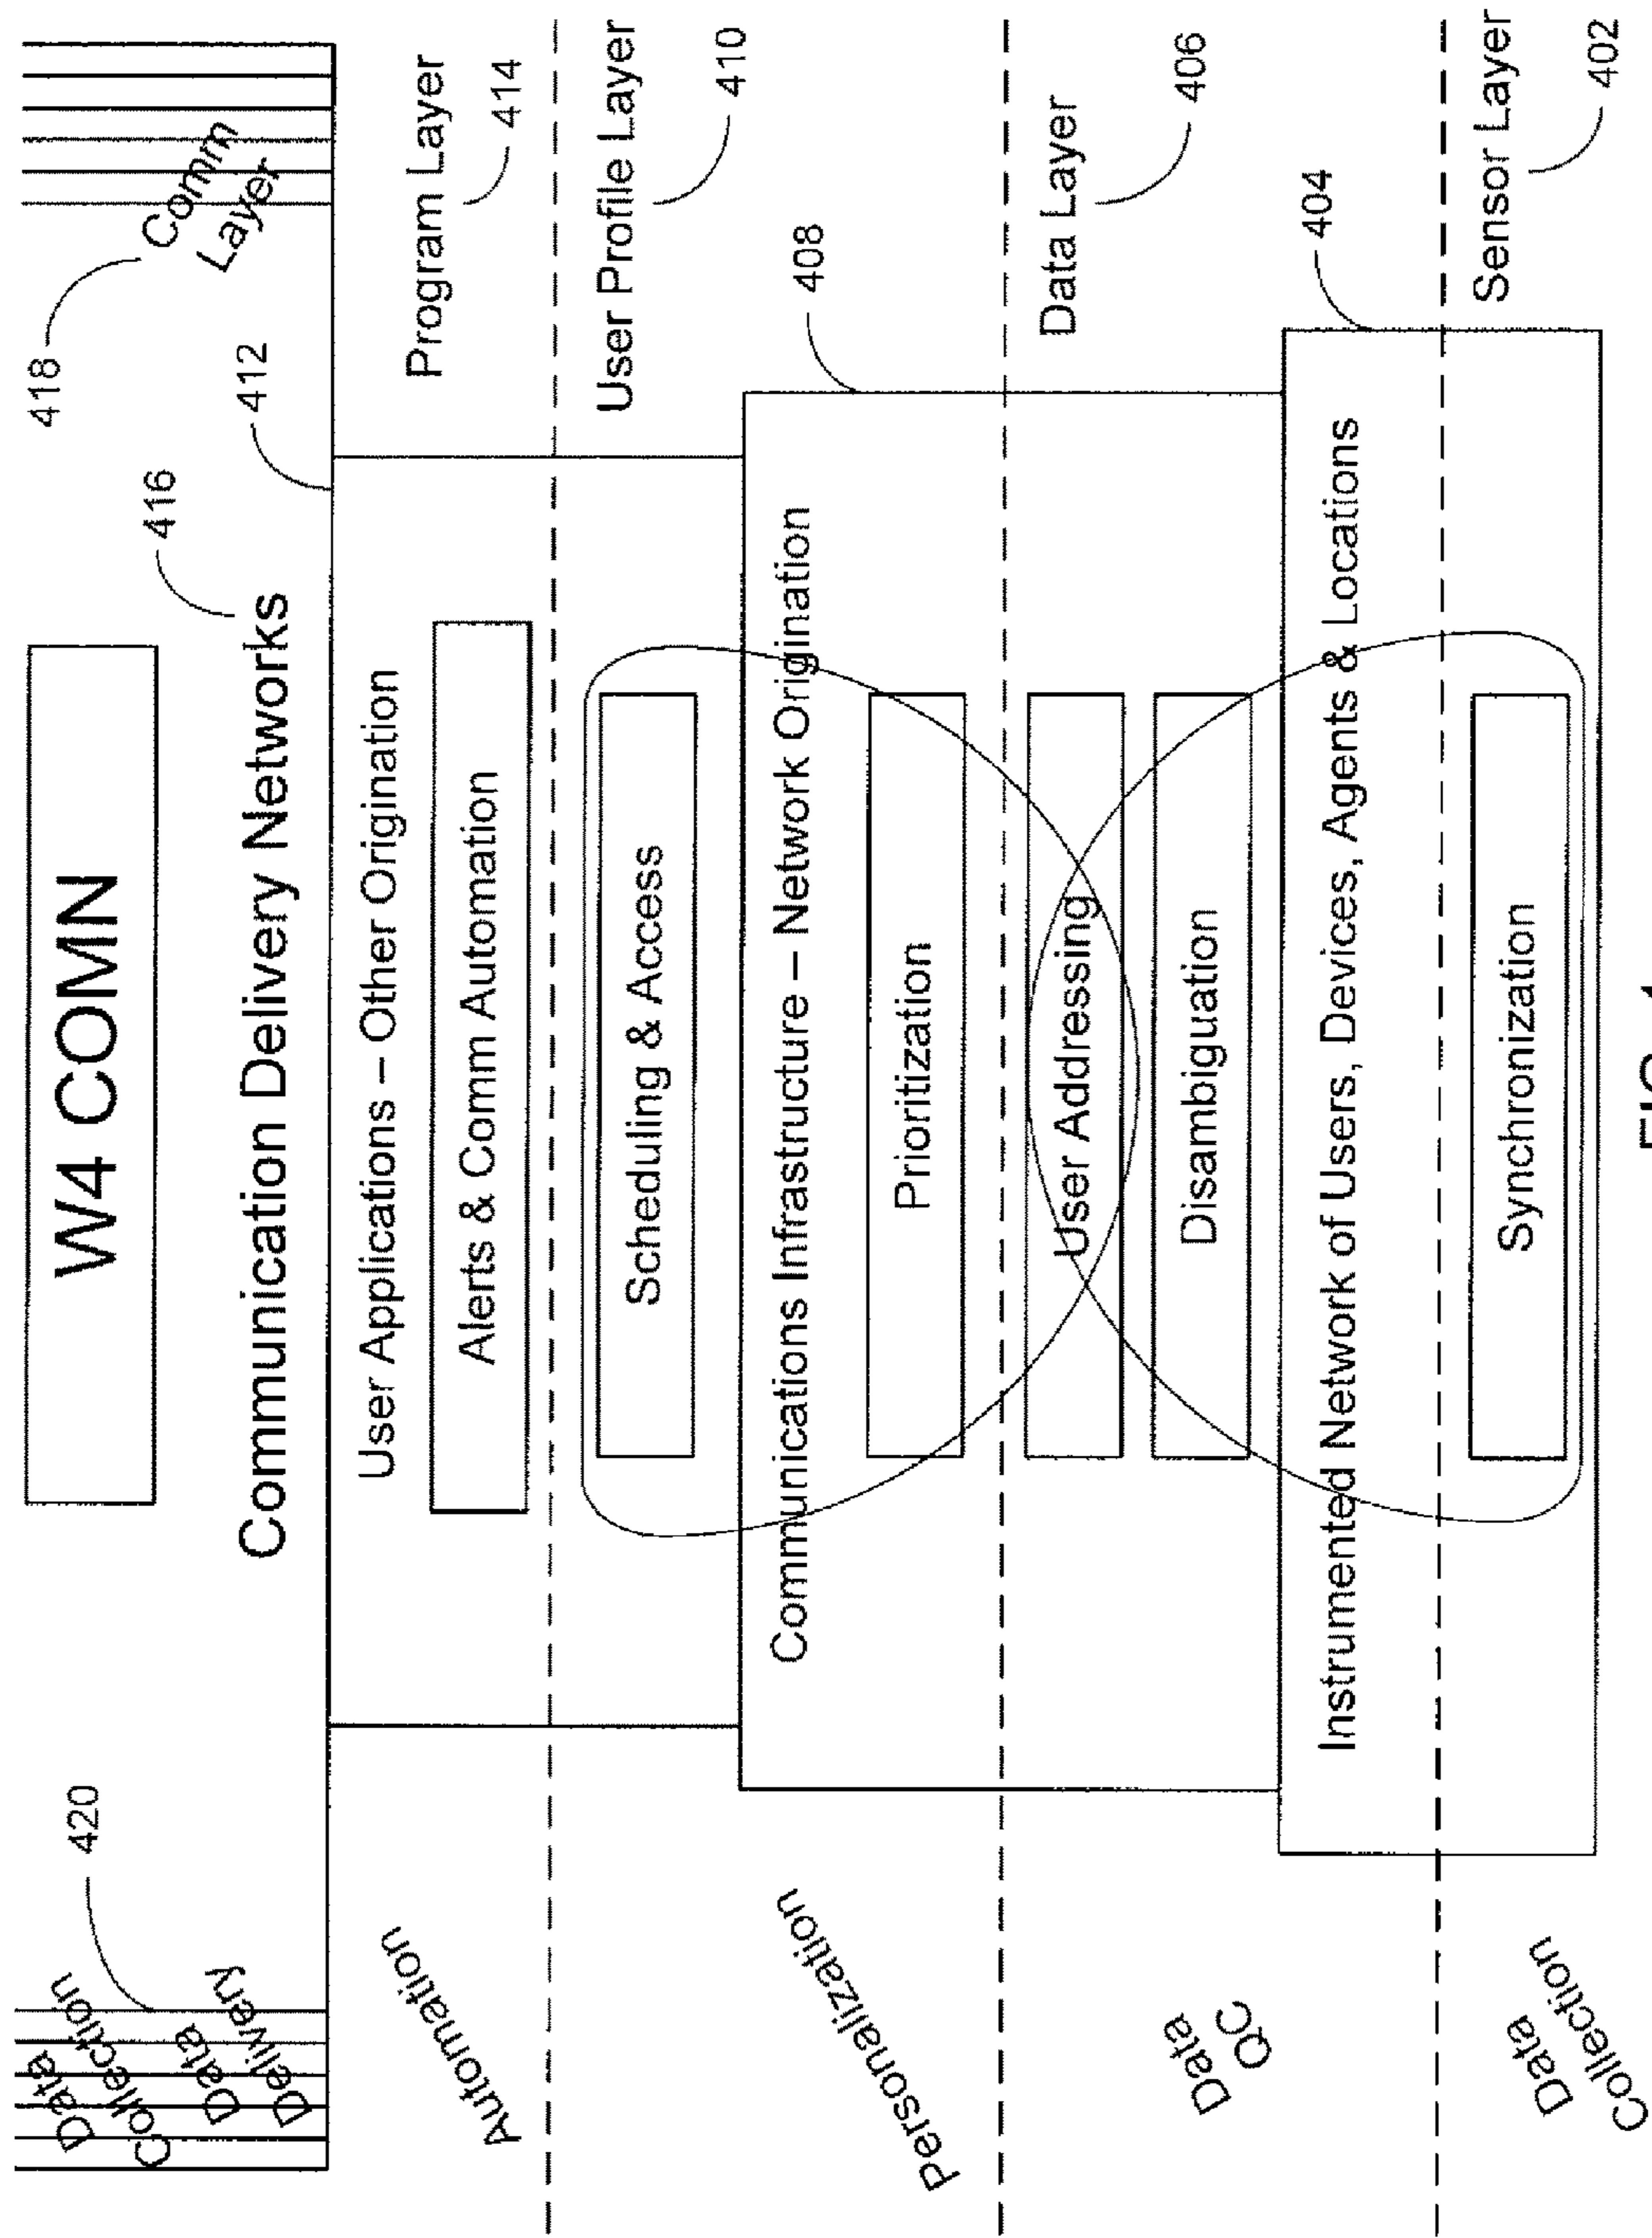 W4 COMN
Communication Delivery Networks
416
418
Comm
Layer
420
Data
Collection
Data
Delivery
412
User Applications – Other Origination
Alerts & Comm Automation
Program Layer
414
Automation
Scheduling & Access
User Profile Layer
410
Communications Infrastructure – Network Origination
408
Prioritization
Personalization
User Addressing
Disambiguation
Data Layer
406
Data
QC
Instrumented Network of Users, Devices, Agents & Locations
404
Synchronization
Sensor Layer
402
Data
Collection